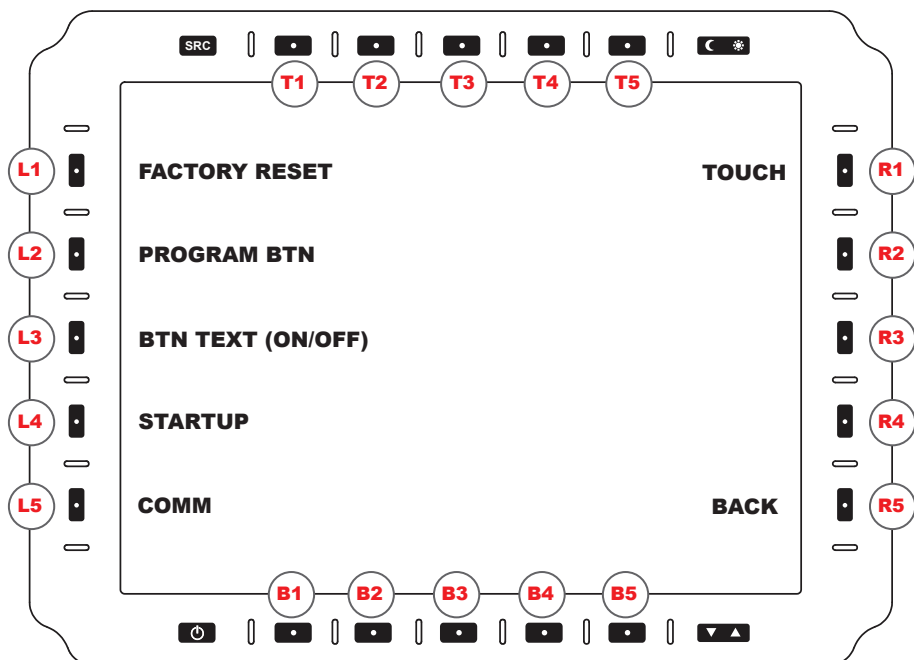 SRC
T1 T2 T3 T4 T5
L1 FACTORY RESET TOUCH R1
L2 PROGRAM BTN R2
L3 BTN TEXT (ON/OFF) R3
L4 STARTUP R4
L5 COMM BACK R5
B1 B2 B3 B4 B5